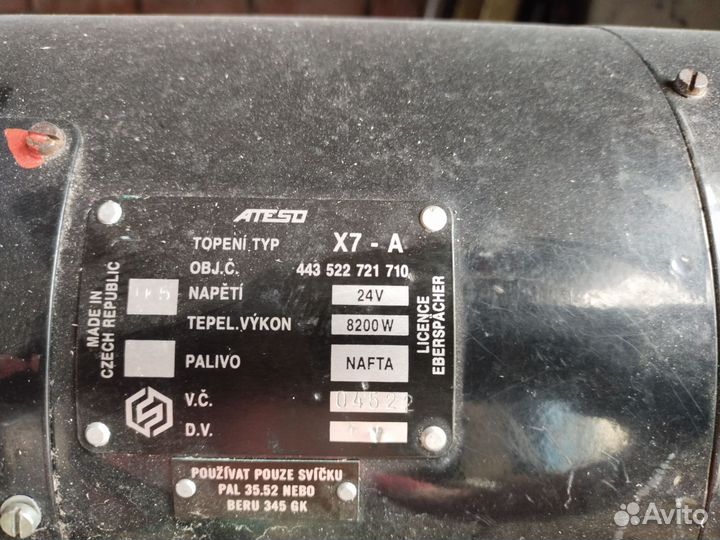 ATESO
TOPENÍ TYP X7 - A
OBJ.Č. 443 522 721 710
NAPĚTÍ 24V
TEPEL.VÝKON 8200W
PALIVO NAFTA
V.Č. 04522
D.V.
MADE IN
CZECH REPUBLIC
LICENCE
EBERSPÄCHER
POUŽÍVAT POUZE SVÍČKU
PAL 35.52 NEBO
BERU 345 GK
Avito